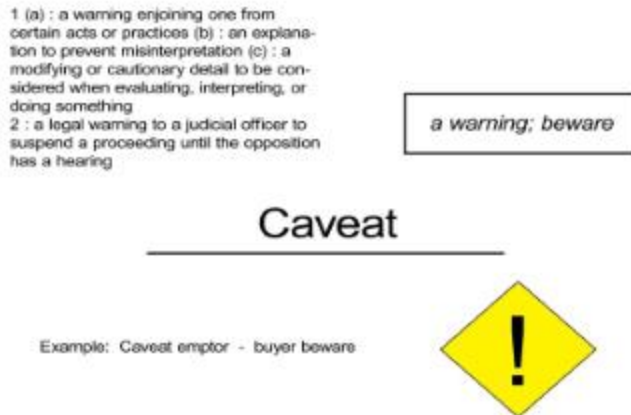 1 (a) : a warning enjoining one from
certain acts or practices (b) : an explana-
tion to prevent misinterpretation (c) : a
modifying or cautionary detail to be con-
sidered when evaluating, interpreting, or
doing something
2 : a legal warning to a judicial officer to
suspend a proceeding until the opposition
has a hearing
a warning; beware
Caveat
Example: Caveat emptor - buyer beware
!